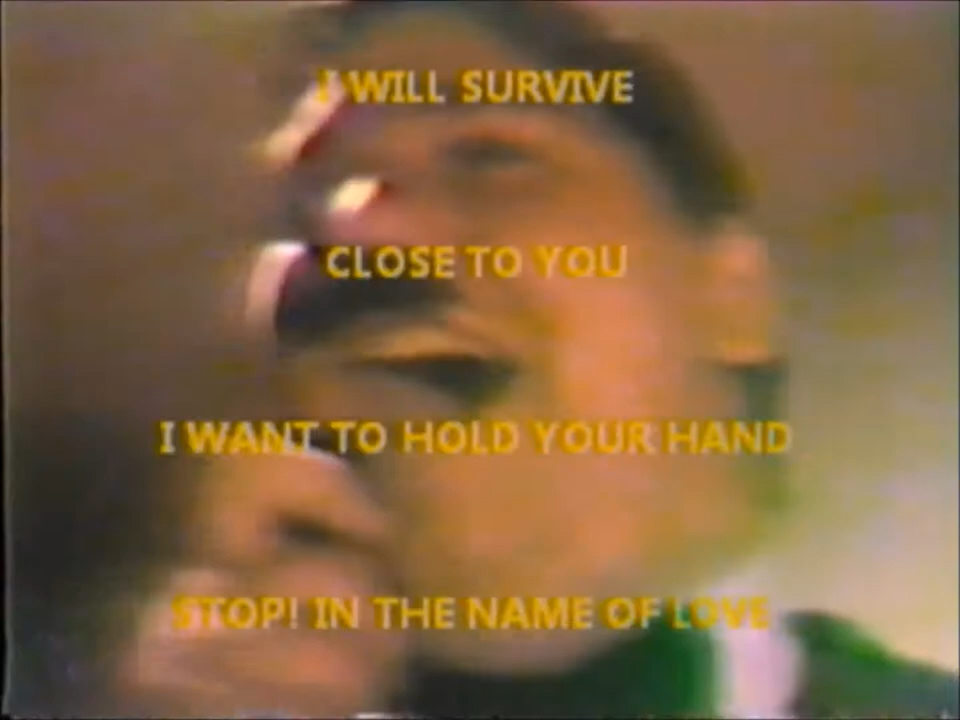 I WILL SURVIVE
CLOSE TO YOU
I WANT TO HOLD YOUR HAND
STOP! IN THE NAME OF LOVE